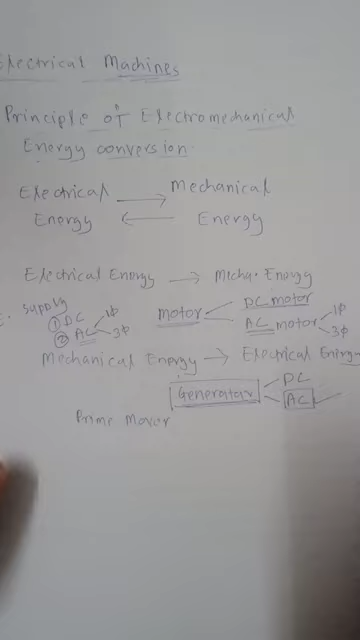 Electrical Machines
Principle of Electromechanical
Energy conversion.
Electrical Energy → Mechanical Energy
←
Electrical Energy → Mecha. Energy
E. Supply
① DC
② AC 1Φ 3Φ
motor DC motor
AC motor 1Φ 3Φ
Mechanical Energy → Electrical Energy
Generator DC
AC
Prime Mover